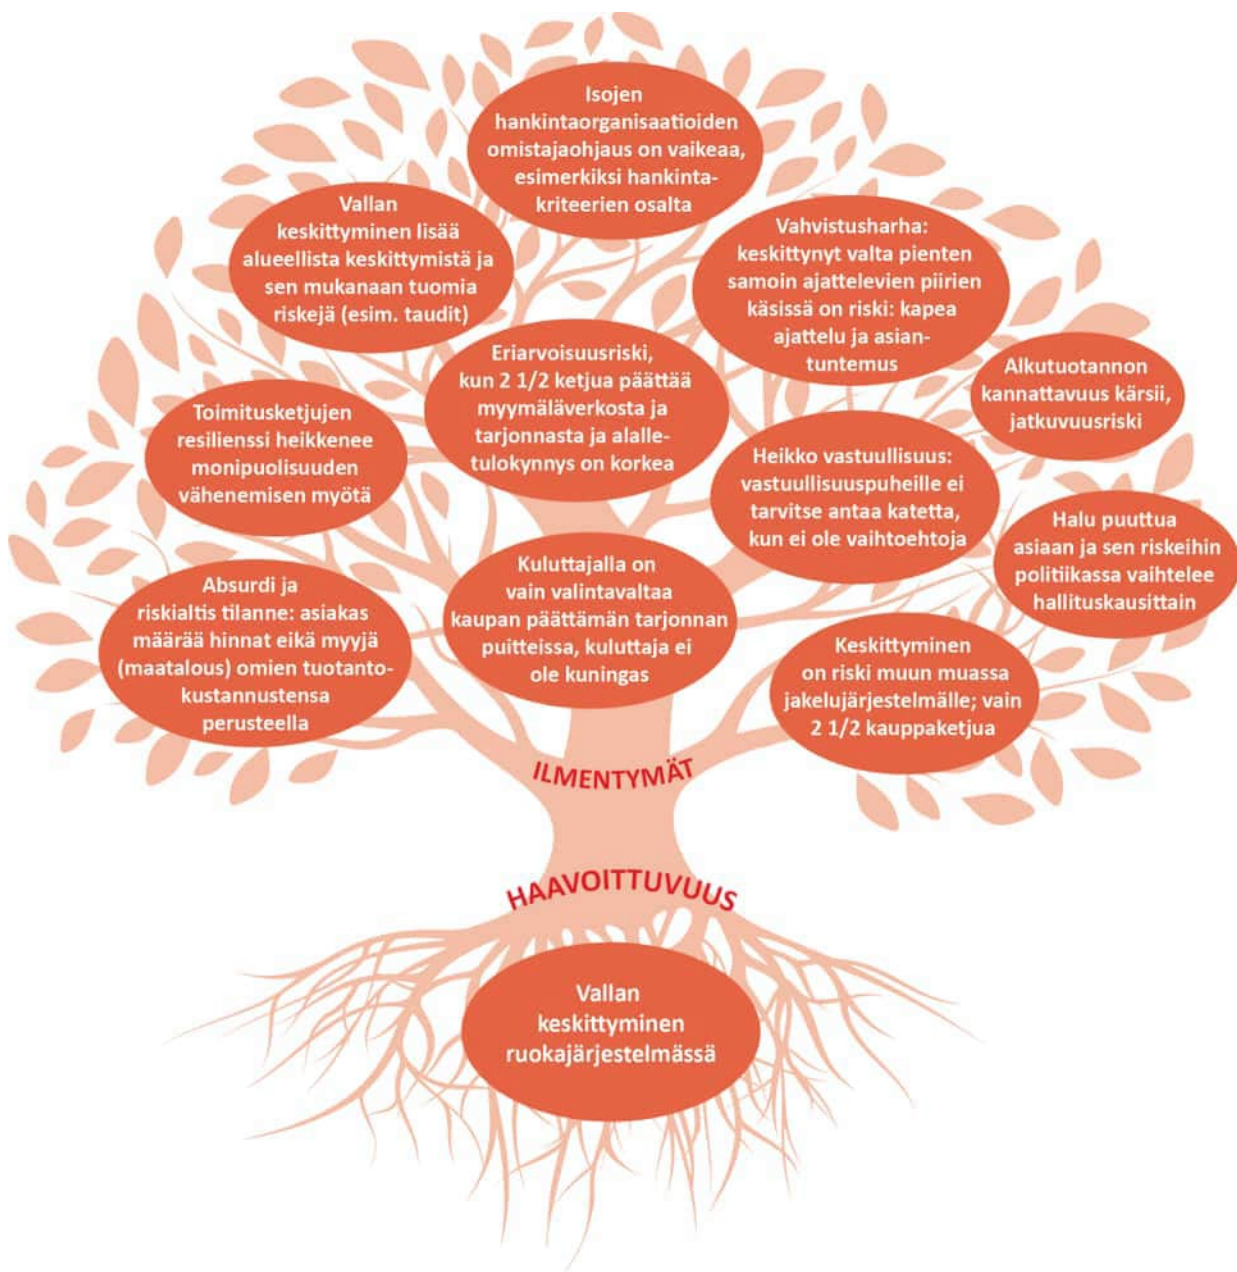 Isojen
hankintaorganisaatioiden
omistajaohjaus on vaikeaa,
esimerkiksi hankinta-
kriteerien osalta
Vallan
keskittyminen lisää
alueellista keskittymistä ja
sen mukanaan tuomia
riskejä (esim. taudit)
Vahvistusharha:
keskittynyt valta pienten
samoin ajattelevien piirien
käsissä on riski: kapea
ajattelu ja asian-
tuntemus
Eriarvoisuusriski,
kun 2 1/2 ketjua päättää
myymäläverkosta ja
tarjonnasta ja alalle-
tulokynnys on korkea
Alkutuotannon
kannattavuus kärsii,
jatkuvuusriski
Toimitusketjujen
resilienssi heikkenee
monipuolisuuden
vähenemisen myötä
Heikko vastuullisuus:
vastuullisuuspuheille ei
tarvitse antaa katetta,
kun ei ole vaihtoehtoja
Halu puuttua
asiaan ja sen riskeihin
politiikassa vaihtelee
hallituskausittain
Absurdi ja
riskialtis tilanne: asiakas
määrää hinnat eikä myyjä
(maatalous) omien tuotanto-
kustannustensa
perusteella
Kuluttajalla on
vain valintavaltaa
kaupan päättämän tarjonnan
puitteissa, kuluttaja ei
ole kuningas
Keskittyminen
on riski muun muassa
jakelujärjestelmälle; vain
2 1/2 kauppaketjua
ILMENTYMÄT
HAAVOITTUVUUS
Vallan
keskittyminen
ruokajärjestelmässä